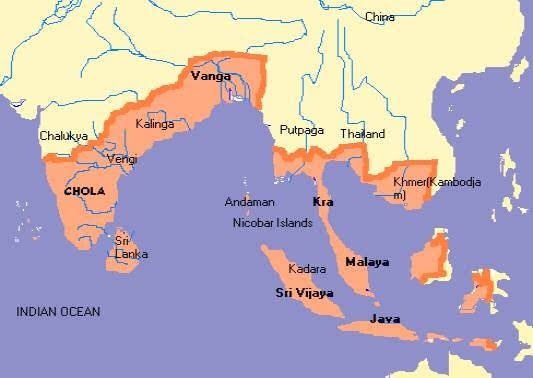 China
Vanga
Kalinga
Chalukya
Putpaga
Thailand
Vengi
CHOLA
Khmer(Kambodja
m)
Andaman
Kra
Nicobar Islands
Sri
Lanka
Malaya
Kadara
Sri Vijaya
INDIAN OCEAN
Java